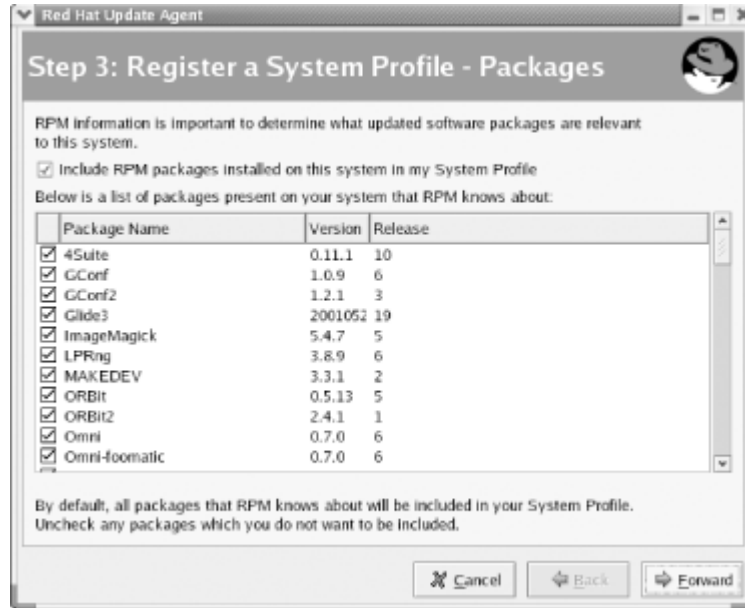 Red Hat Update Agent
Step 3: Register a System Profile - Packages
RPM information is important to determine what updated software packages are relevant
to this system.
Include RPM packages installed on this system in my System Profile
Below is a list of packages present on your system that RPM knows about:
Package Name Version Release
4Suite 0.11.1 10
GConf 1.0.9 6
GConf2 1.2.1 3
Glide3 2001052 19
ImageMagick 5.4.7 5
LPRng 3.8.9 6
MAKEDEV 3.3.1 2
ORBit 0.5.13 5
ORBit2 2.4.1 1
Omni 0.7.0 6
Omni-foomatic 0.7.0 6
By default, all packages that RPM knows about will be included in your System Profile.
Uncheck any packages which you do not want to be included.
Cancel Back Forward